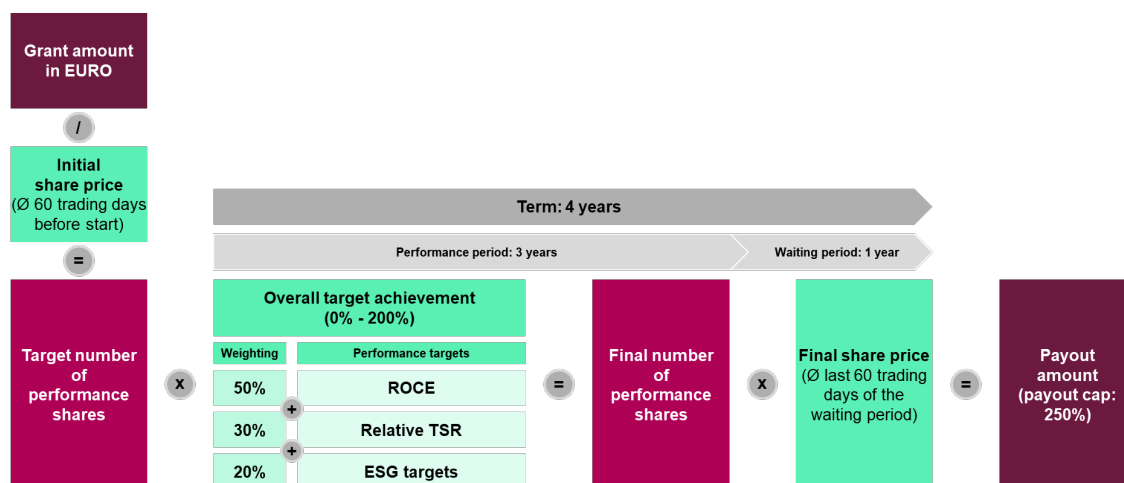 Grant amount
in EURO
/
Initial
share price
(Ø 60 trading days
before start)
=
Term: 4 years
Performance period: 3 years
Waiting period: 1 year
Target number
of
performance
shares
x
Overall target achievement
(0% - 200%)
Weighting
Performance targets
50%
ROCE
+
30%
Relative TSR
+
20%
ESG targets
=
Final number
of
performance
shares
x
Final share price
(Ø last 60 trading
days of the
waiting period)
=
Payout
amount
(payout cap:
250%)